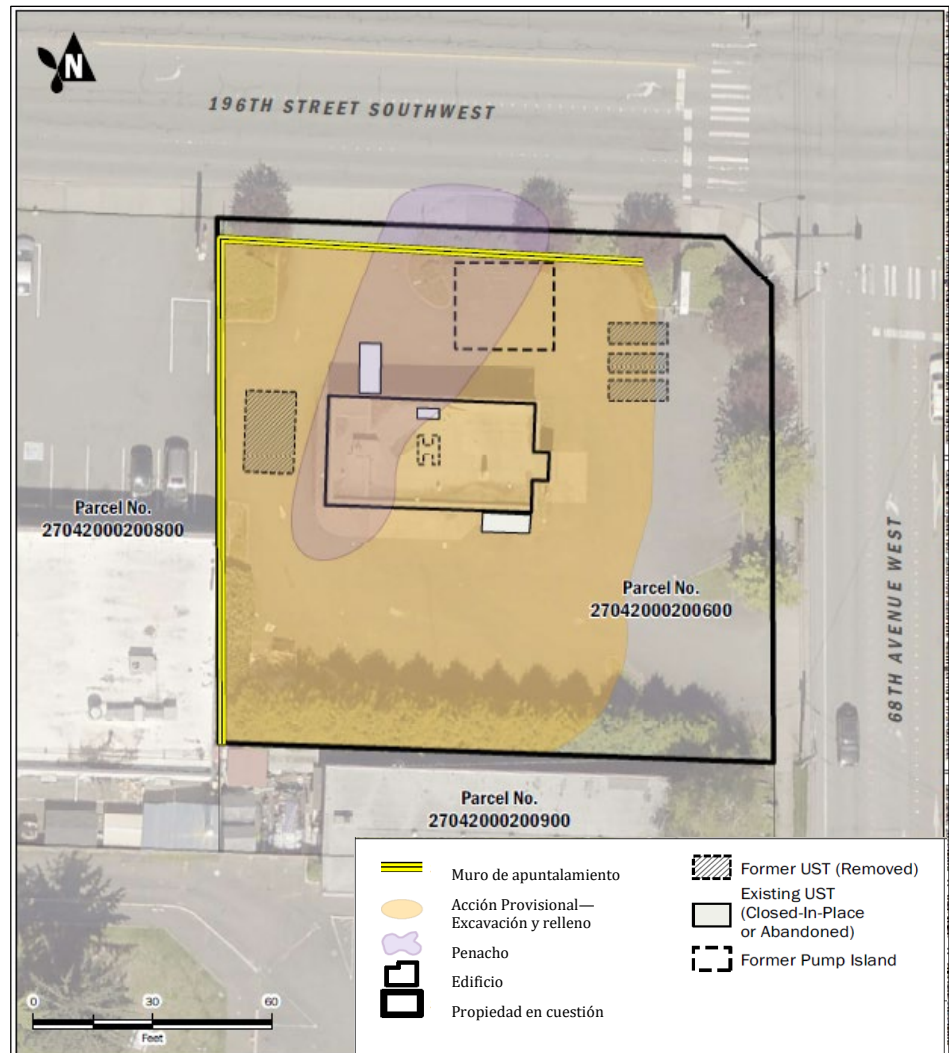 N
196TH STREET SOUTHWEST
Parcel No.
27042000200800
Parcel No.
27042000200600
68TH AVENUE WEST
Parcel No.
27042000200900
Muro de apuntalamiento
Acción Provisional—
Excavación y relleno
Penacho
Edificio
Propiedad en cuestión
Former UST (Removed)
Existing UST
(Closed-In-Place
or Abandoned)
Former Pump Island
0 30 60
Feet